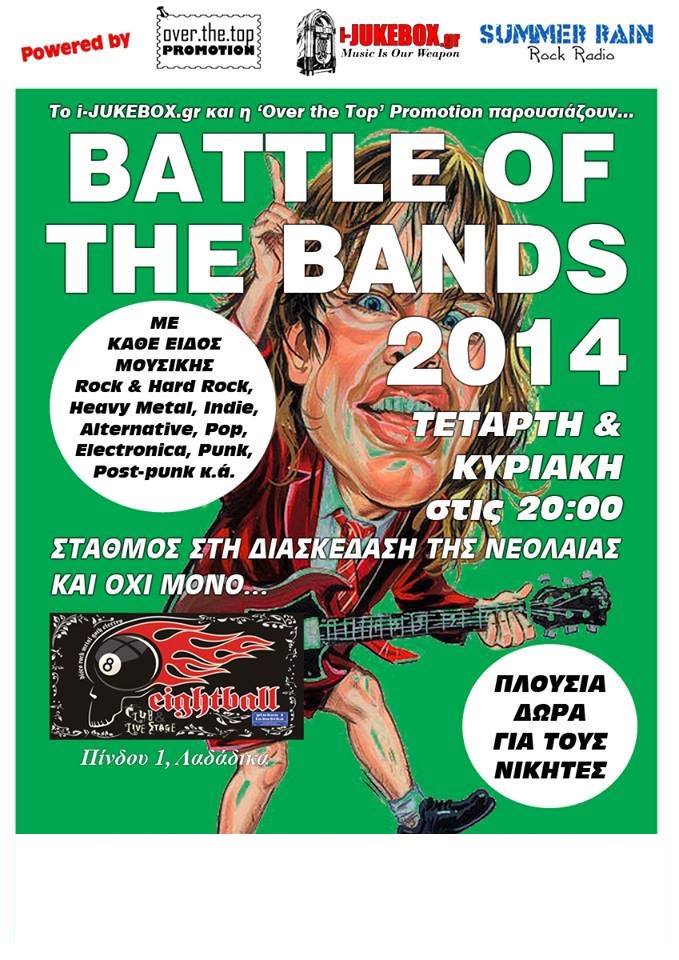 Powered by
over.the.top
PROMOTION
i-JUKEBOX.gr
Music Is Our Weapon
SUMMER RAIN
Rock Radio
Το i-JUKEBOX.gr και η ‘Over the Top’ Promotion παρουσιάζουν...
BATTLE OF
THE BANDS
2014
ΜΕ
ΚΑΘΕ ΕΙΔΟΣ
ΜΟΥΣΙΚΗΣ
Rock & Hard Rock,
Heavy Metal, Indie,
Alternative, Pop,
Electronica, Punk,
Post-punk κ.ά.
ΤΕΤΑΡΤΗ &
ΚΥΡΙΑΚΗ
στις 20:00
ΣΤΑΘΜΟΣ ΣΤΗ ΔΙΑΣΚΕΔΑΣΗ ΤΗΣ ΝΕΟΛΑΙΑΣ
ΚΑΙ ΟΧΙ ΜΟΝΟ...
8
eightball
CLUB &
LIVE STAGE
Πίνδου 1, Λαδάδικα
ΠΛΟΥΣΙΑ
ΔΩΡΑ
ΓΙΑ ΤΟΥΣ
ΝΙΚΗΤΕΣ